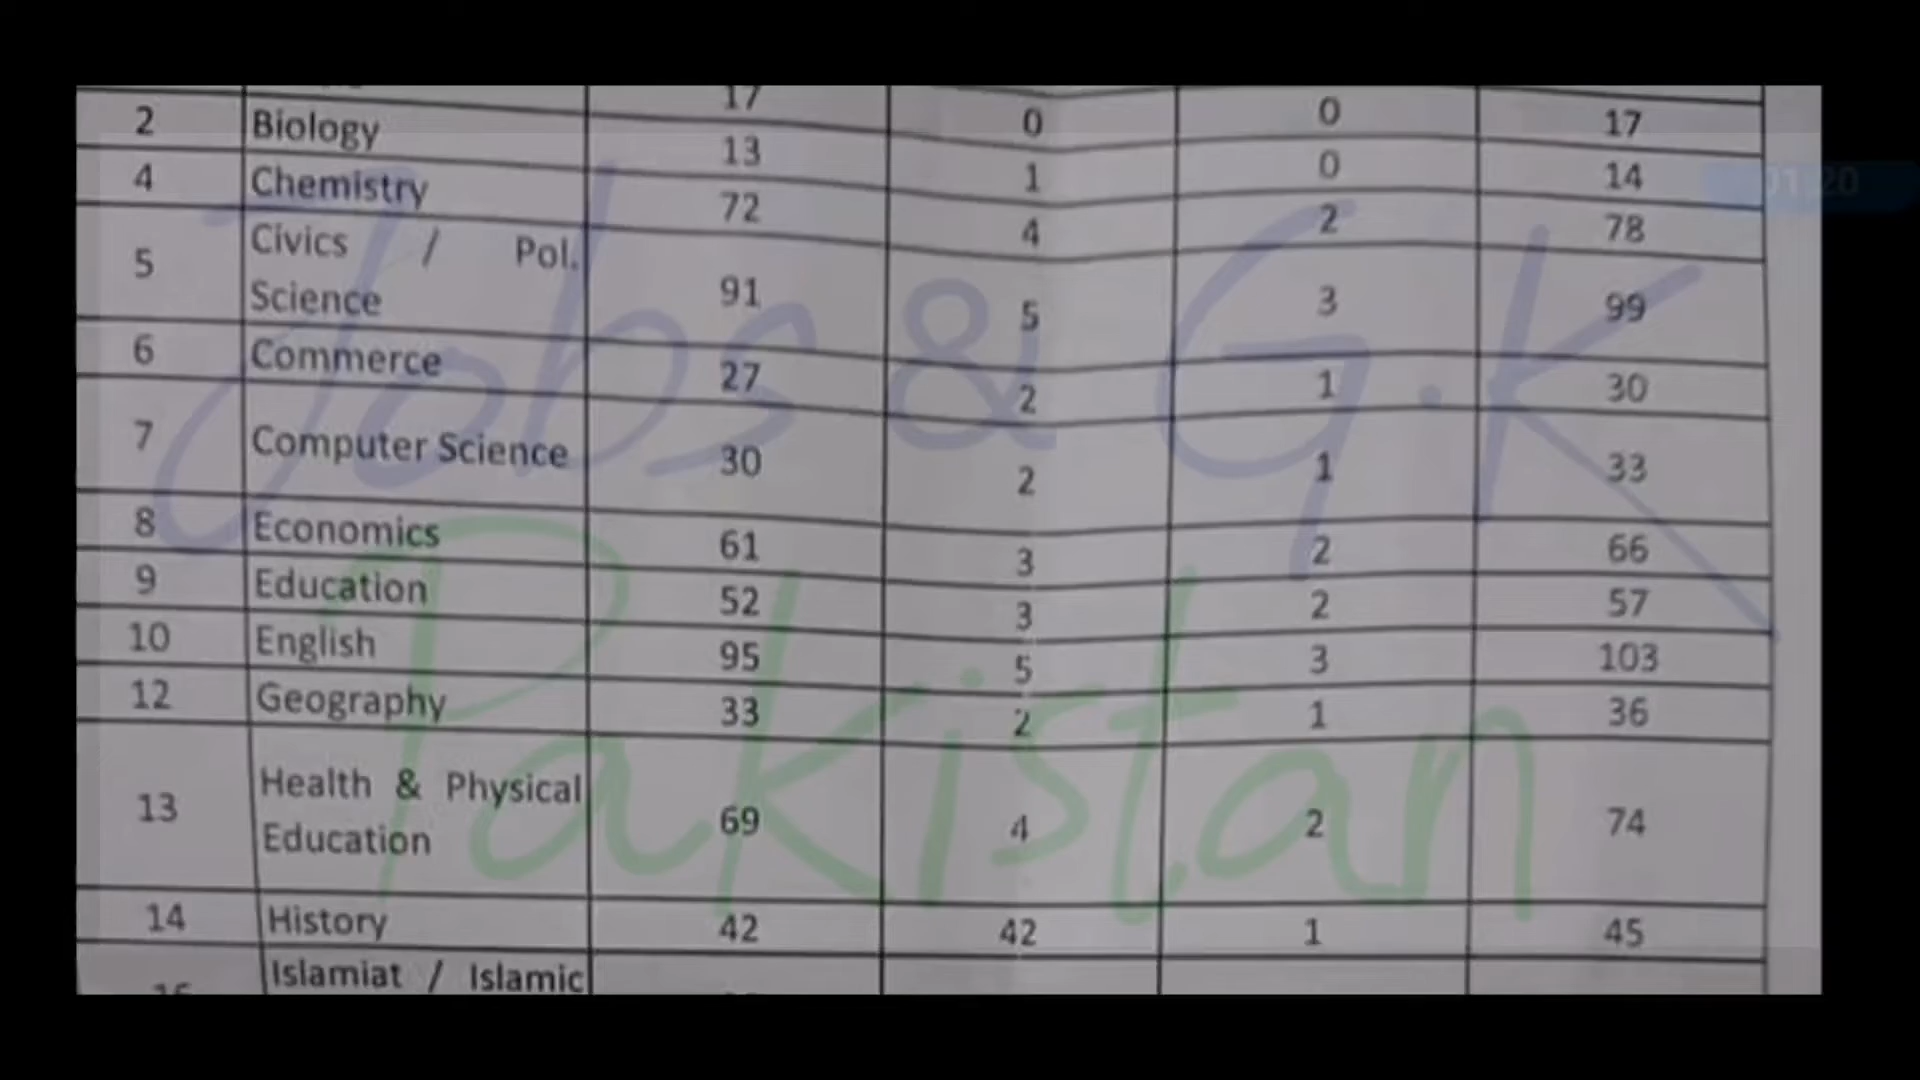 17 0 0 17
2 Biology 13 1 0 14
4 Chemistry 72 4 2 78
5 Civics / Pol. Science 91 5 3 99
6 Commerce 27 2 1 30
7 Computer Science 30 2 1 33
8 Economics 61 3 2 66
9 Education 52 3 2 57
10 English 95 5 3 103
12 Geography 33 2 1 36
13 Health & Physical Education 69 4 2 74
14 History 42 42 1 45
Islamiat / Islamic
Jobs & G.K
Pakistan
01:20